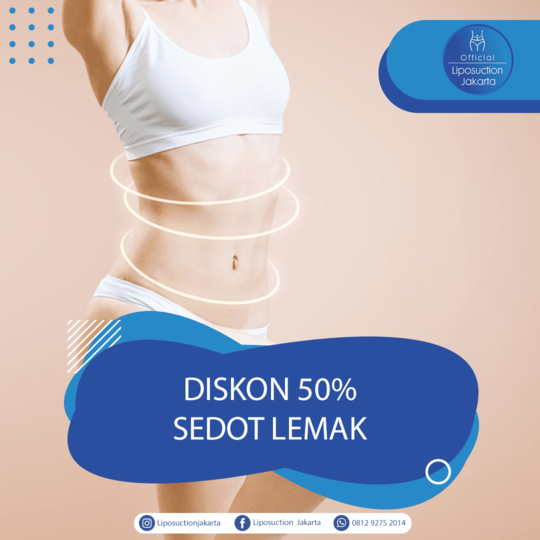 Official
Liposuction
Jakarta
DISKON 50%
SEDOT LEMAK
Liposuctionjakarta
Liposuction Jakarta
0812 9275 2014